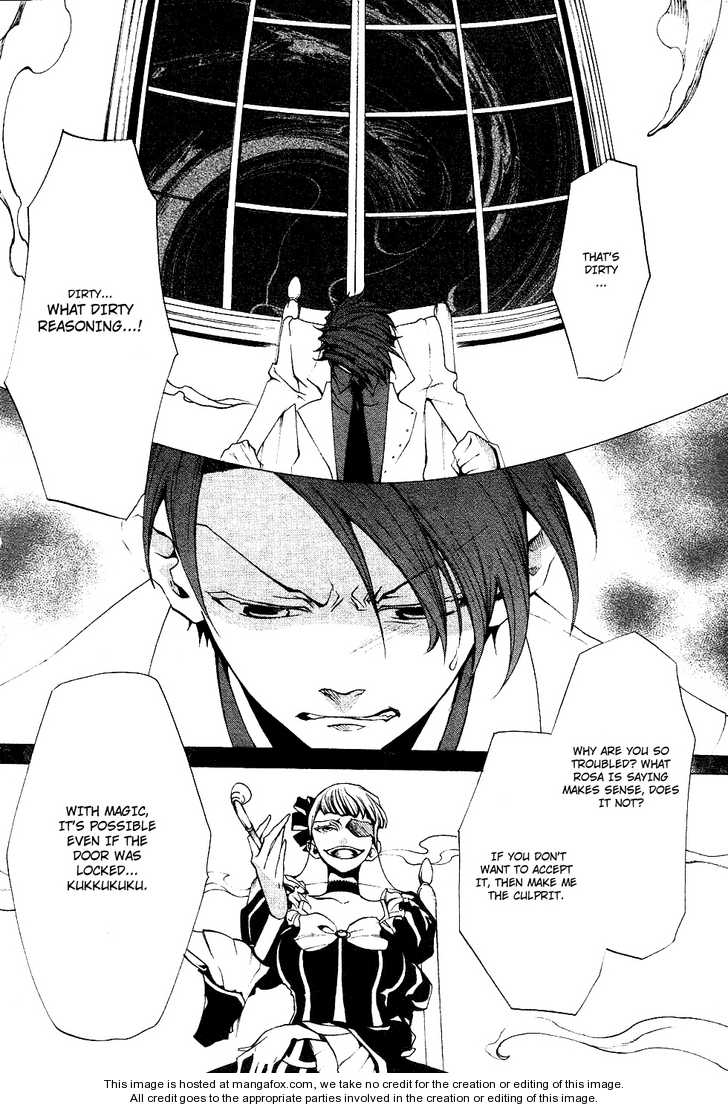 THAT'S
DIRTY
...
DIRTY...
WHAT DIRTY
REASONING...!
WHY ARE YOU SO
TROUBLED? WHAT
ROSA IS SAYING
MAKES SENSE, DOES
IT NOT?
IF YOU DON'T
WANT TO ACCEPT
IT, THEN MAKE ME
THE CULPRIT.
WITH MAGIC,
IT'S POSSIBLE
EVEN IF THE
DOOR WAS
LOCKED...
KUKKUKUKU.
This image is hosted at mangafox.com, we take no credit for the creation or editing of this image.
All credit goes to the appropriate parties involved in the creation or editing of this image.